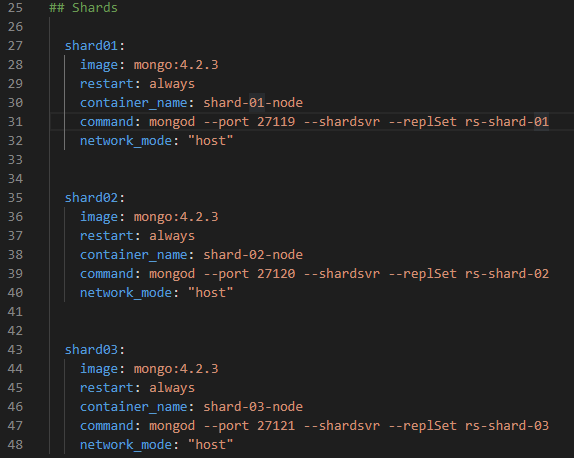 25 ## Shards
26
27 shard01:
28 image: mongo:4.2.3
29 restart: always
30 container_name: shard-01-node
31 command: mongod --port 27119 --shardsvr --replSet rs-shard-01
32 network_mode: "host"
33
34
35 shard02:
36 image: mongo:4.2.3
37 restart: always
38 container_name: shard-02-node
39 command: mongod --port 27120 --shardsvr --replSet rs-shard-02
40 network_mode: "host"
41
42
43 shard03:
44 image: mongo:4.2.3
45 restart: always
46 container_name: shard-03-node
47 command: mongod --port 27121 --shardsvr --replSet rs-shard-03
48 network_mode: "host"